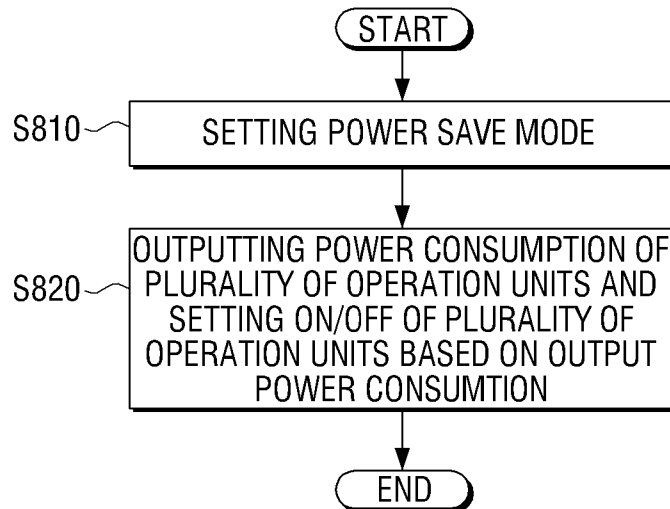 START
S810
SETTING POWER SAVE MODE
S820
OUTPUTTING POWER CONSUMPTION OF
PLURALITY OF OPERATION UNITS AND
SETTING ON/OFF OF PLURALITY OF
OPERATION UNITS BASED ON OUTPUT
POWER CONSUMTION
END